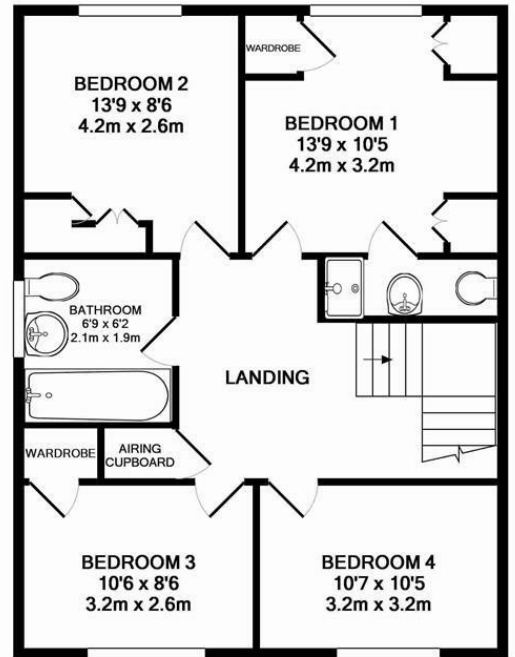 WARDROBE
BEDROOM 2
13'9 x 8'6
4.2m x 2.6m
BEDROOM 1
13'9 x 10'5
4.2m x 3.2m
BATHROOM
6'9 x 6'2
2.1m x 1.9m
LANDING
WARDROBE
AIRING
CUPBOARD
BEDROOM 3
10'6 x 8'6
3.2m x 2.6m
BEDROOM 4
10'7 x 10'5
3.2m x 3.2m